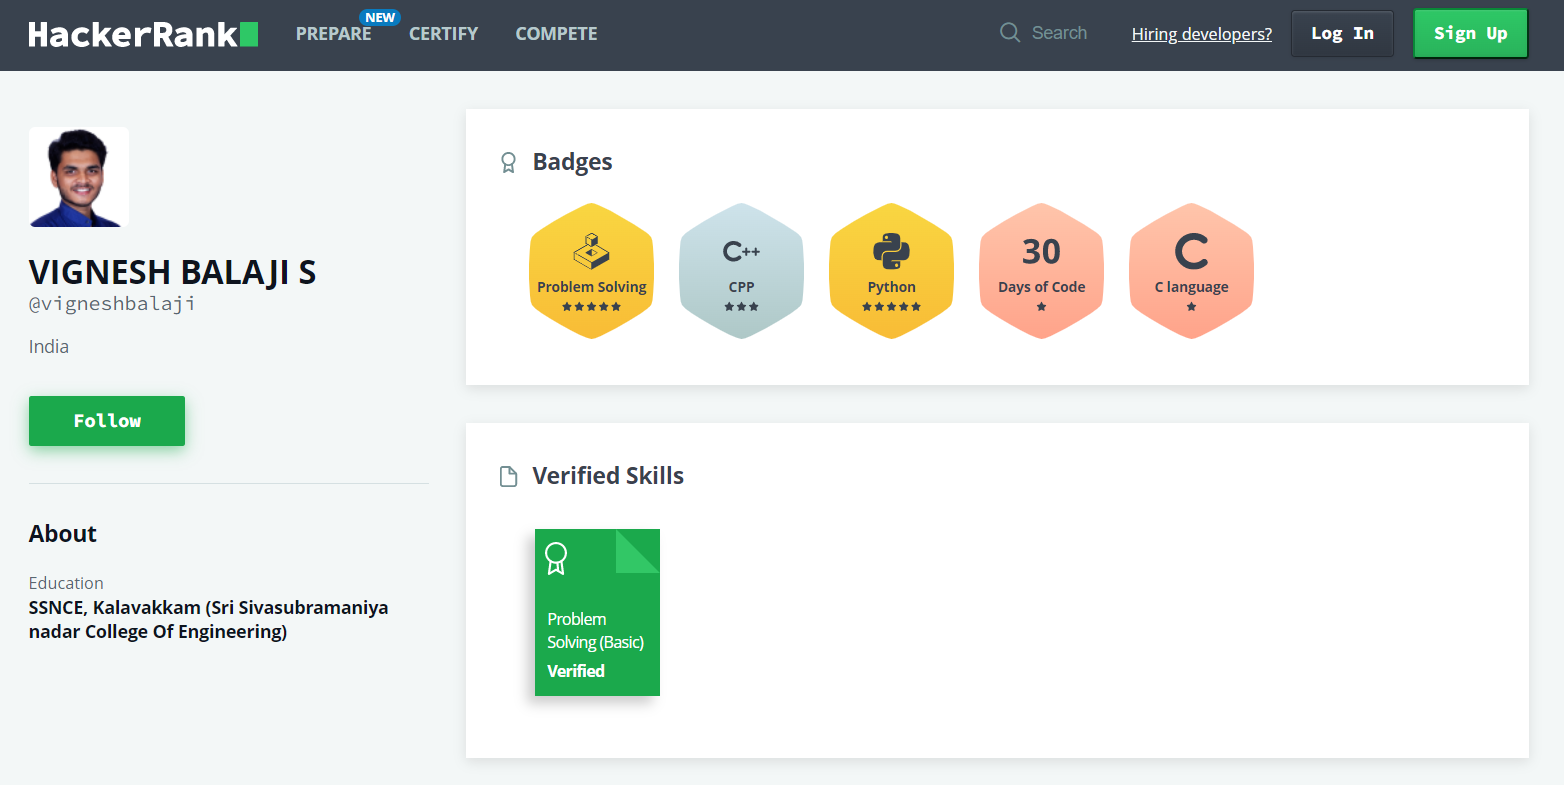 HackerRank
PREPARE
NEW
CERTIFY
COMPETE
Search
Hiring developers?
Log In
Sign Up
VIGNESH BALAJI S
@vigneshbalaji
India
Follow
About
Education
SSNCE, Kalavakkam (Sri Sivasubramaniya
nadar College Of Engineering)
Badges
Problem Solving
C++
CPP
Python
30
Days of Code
C
C language
Verified Skills
Problem
Solving (Basic)
Verified